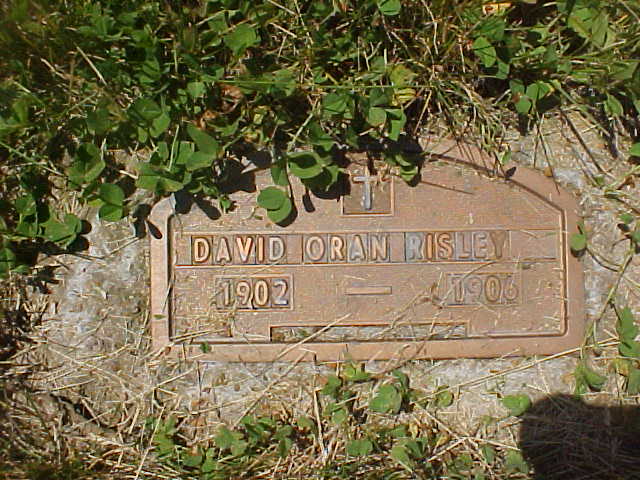 DAVID ORAN RISLEY
1902 — 1906